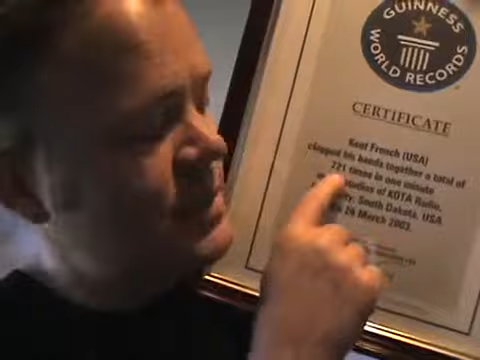 GUINNESS
WORLD RECORDS
CERTIFICATE
Kent French (USA)
clapped his hands together a total of
721 times in one minute
studios of KOTA Radio,
City, South Dakota, USA
26 March 2003.